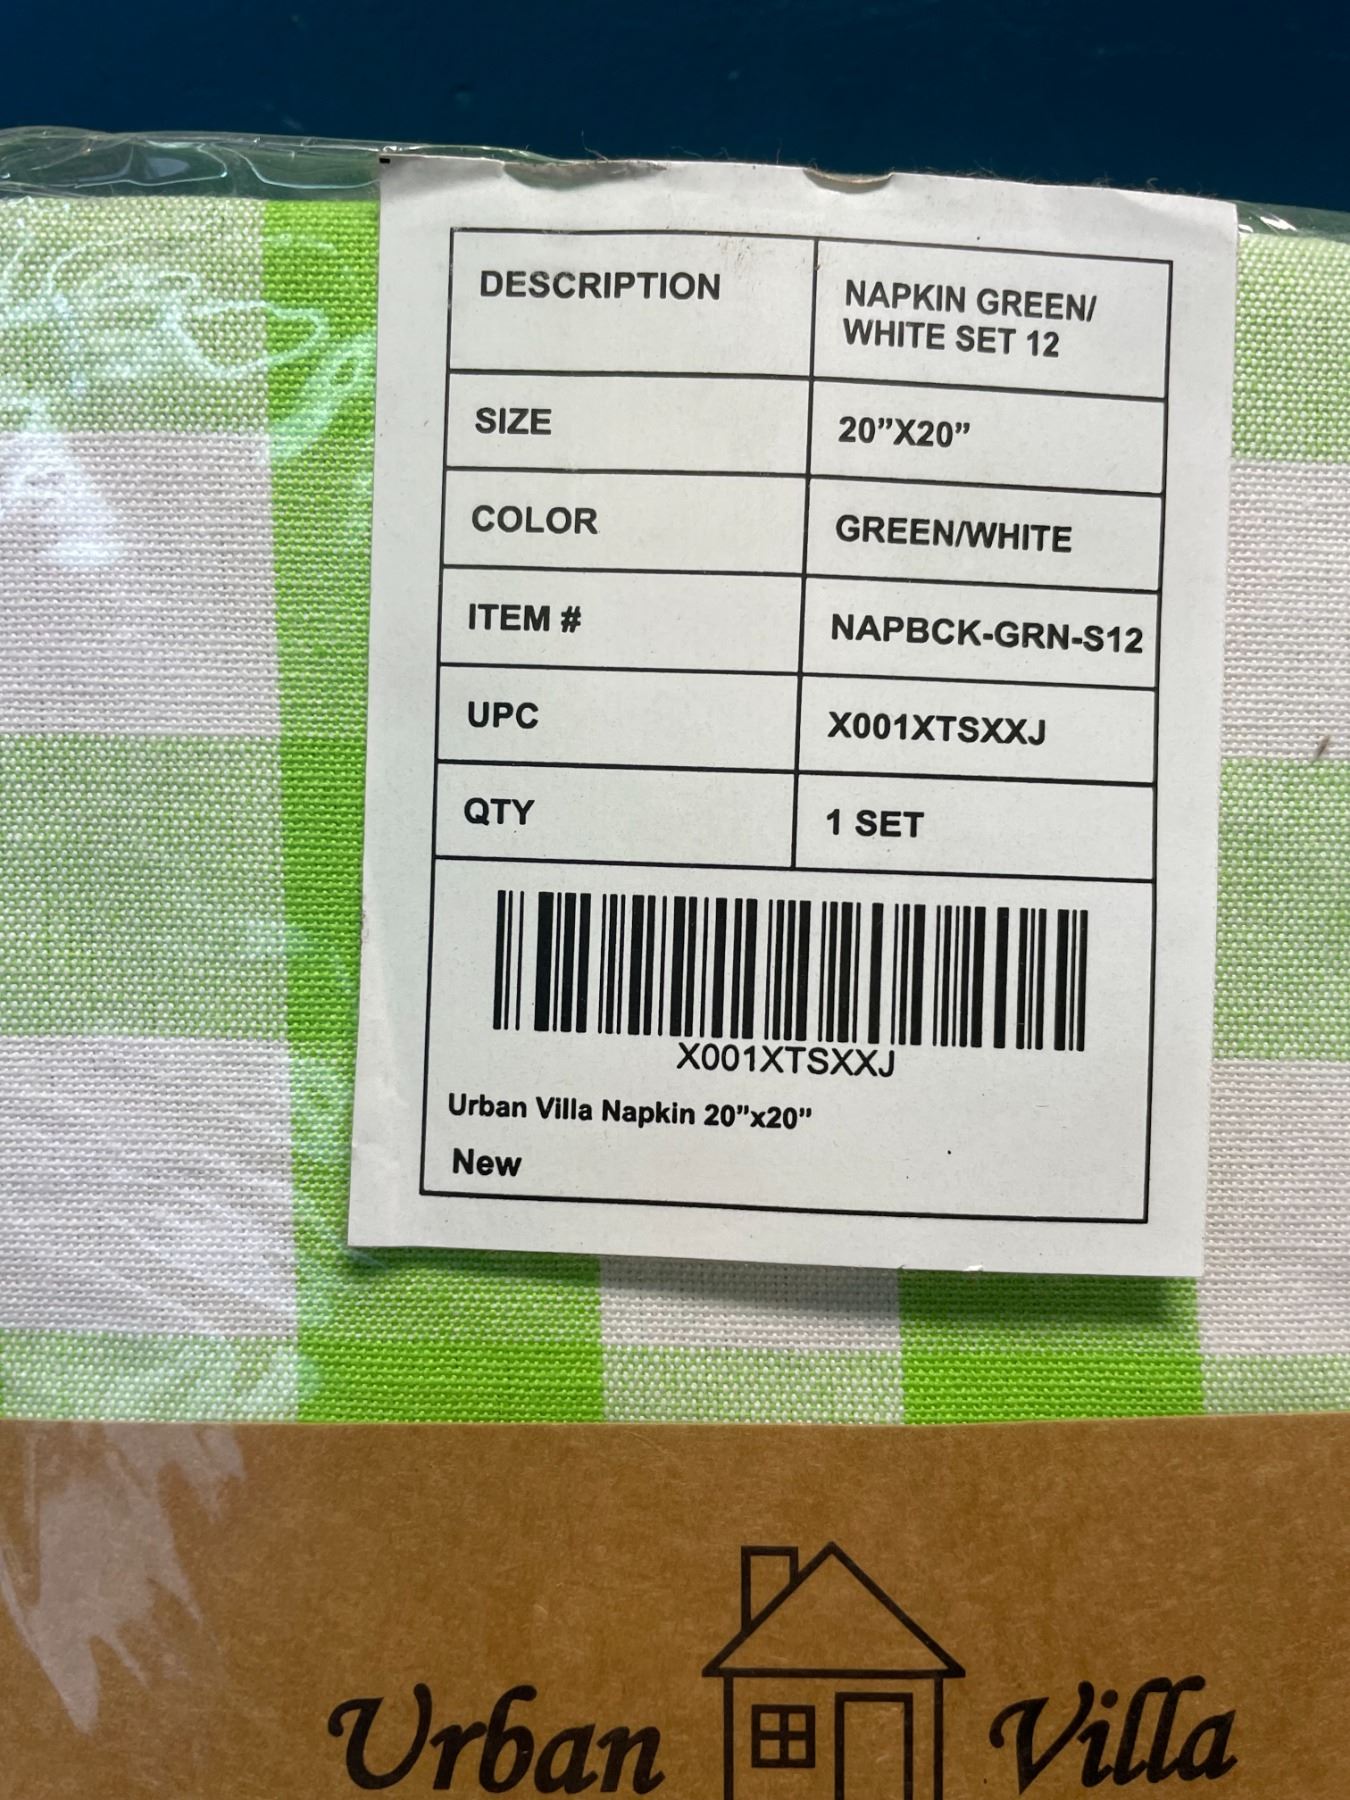 DESCRIPTION
NAPKIN GREEN/
WHITE SET 12
SIZE
20”X20”
COLOR
GREEN/WHITE
ITEM #
NAPBCK-GRN-S12
UPC
X001XTSXXJ
QTY
1 SET
X001XTSXXJ
Urban Villa Napkin 20”x20”
New
Urban Villa